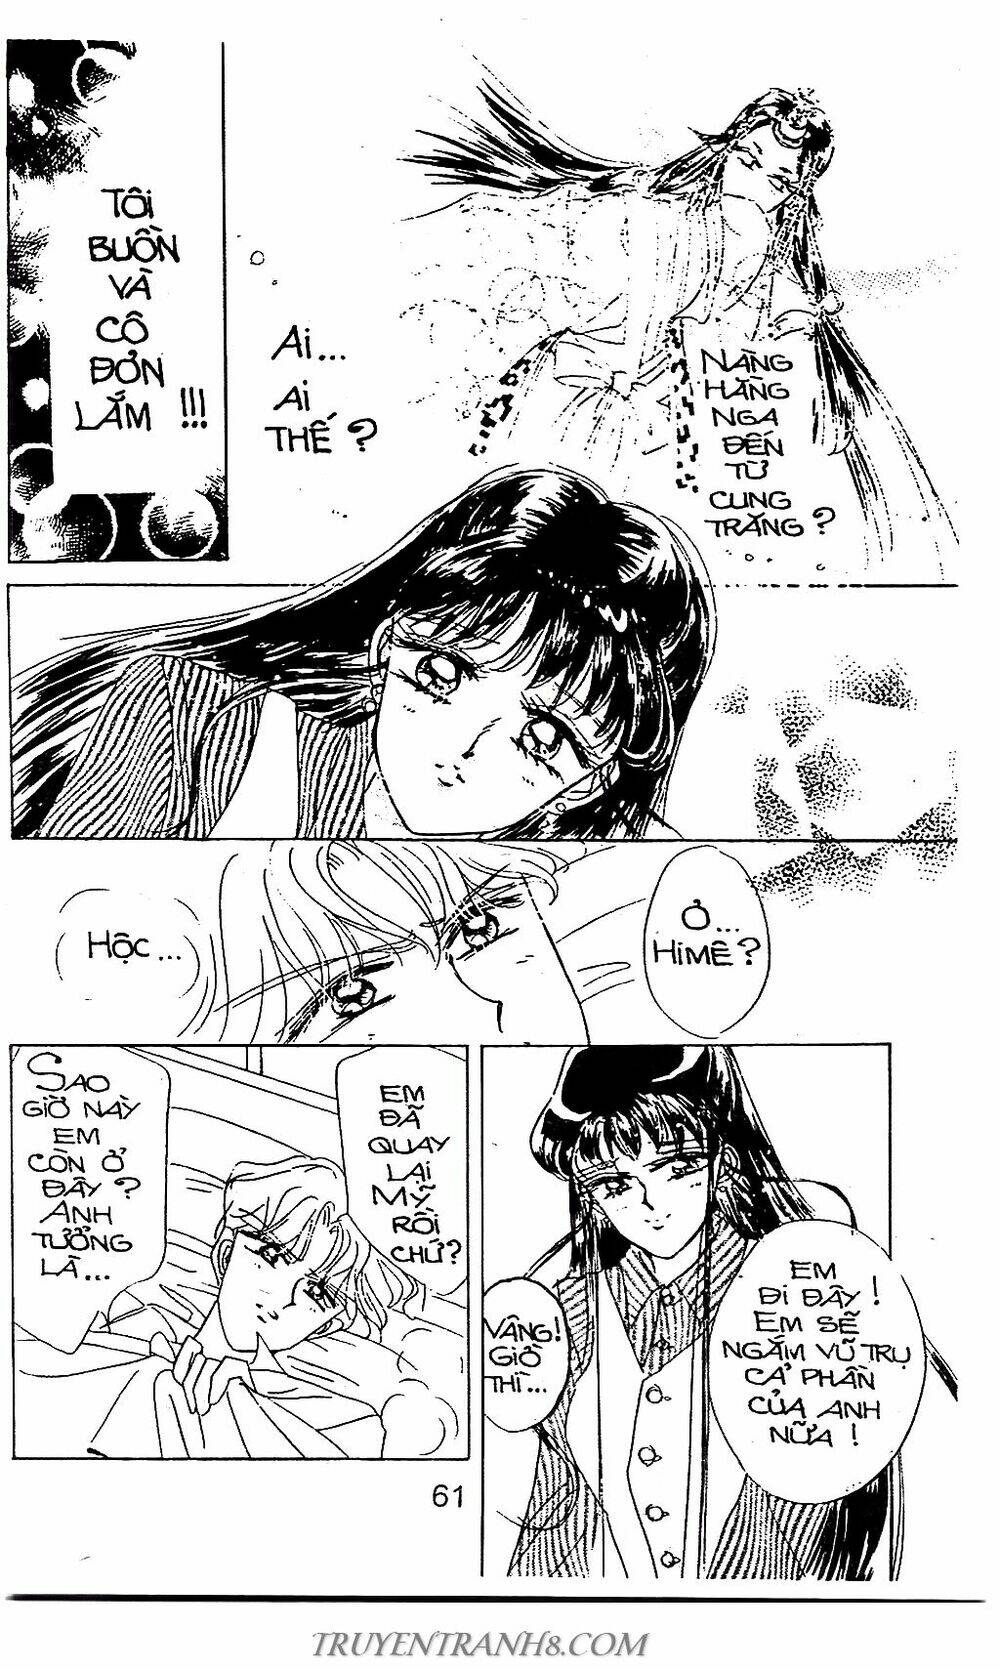 TÔI
BUỒN
VÀ
CÔ
ĐƠN
LẮM !!!
AI...
AI
THẾ ?
NÀNG
HẰNG
NGA
ĐẾN
TỪ
CUNG
TRĂNG ?
HỘC...
Ở...
HIMÊ ?
SAO
GIỜ NÀY
EM
CÒN Ở
ĐÂY ?
ANH
TƯỞNG
LÀ...
EM
ĐÃ
QUAY
LẠI
MỸ
RỒI
CHỨ ?
VÂNG !
GIỜ
THÌ...
EM
ĐI ĐÂY !
EM SẼ
NGẮM VŨ TRỤ
CẢ PHẦN
CỦA ANH
NỮA !
61
TRUYENTRANH8.COM